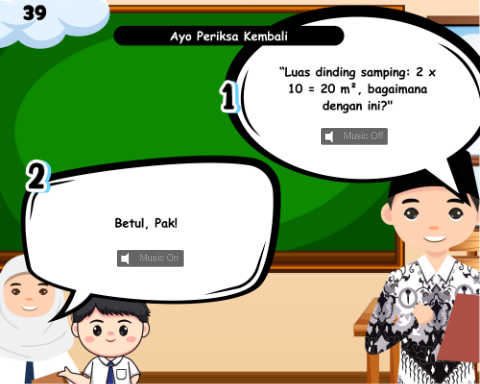 39
Ayo Periksa Kembali
1
"Luas dinding samping: 2 x
10 = 20 m², bagaimana
dengan ini?"
Music Off
2
Betul, Pak!
Music On